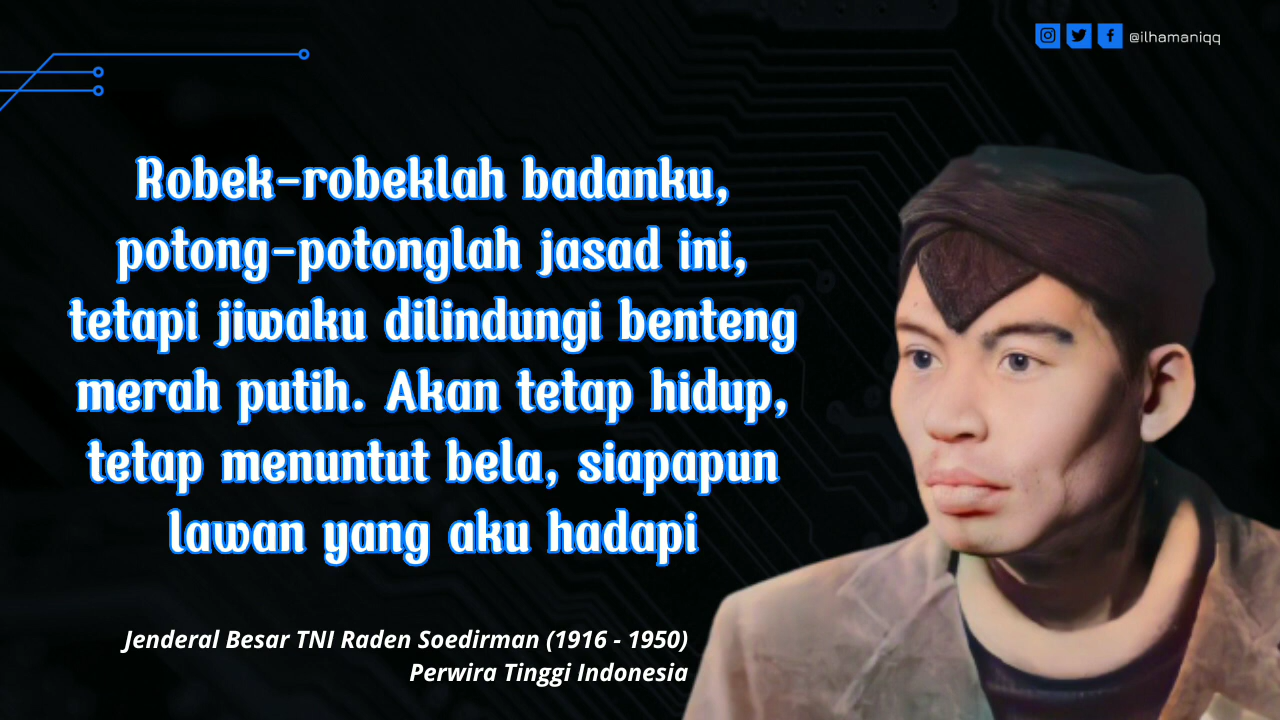 @ilhamaniqq
Robek-robeklah badanku,
potong-potonglah jasad ini,
tetapi jiwaku dilindungi benteng
merah putih. Akan tetap hidup,
tetap menuntut bela, siapapun
lawan yang aku hadapi
Jenderal Besar TNI Raden Soedirman (1916 - 1950)
Perwira Tinggi Indonesia